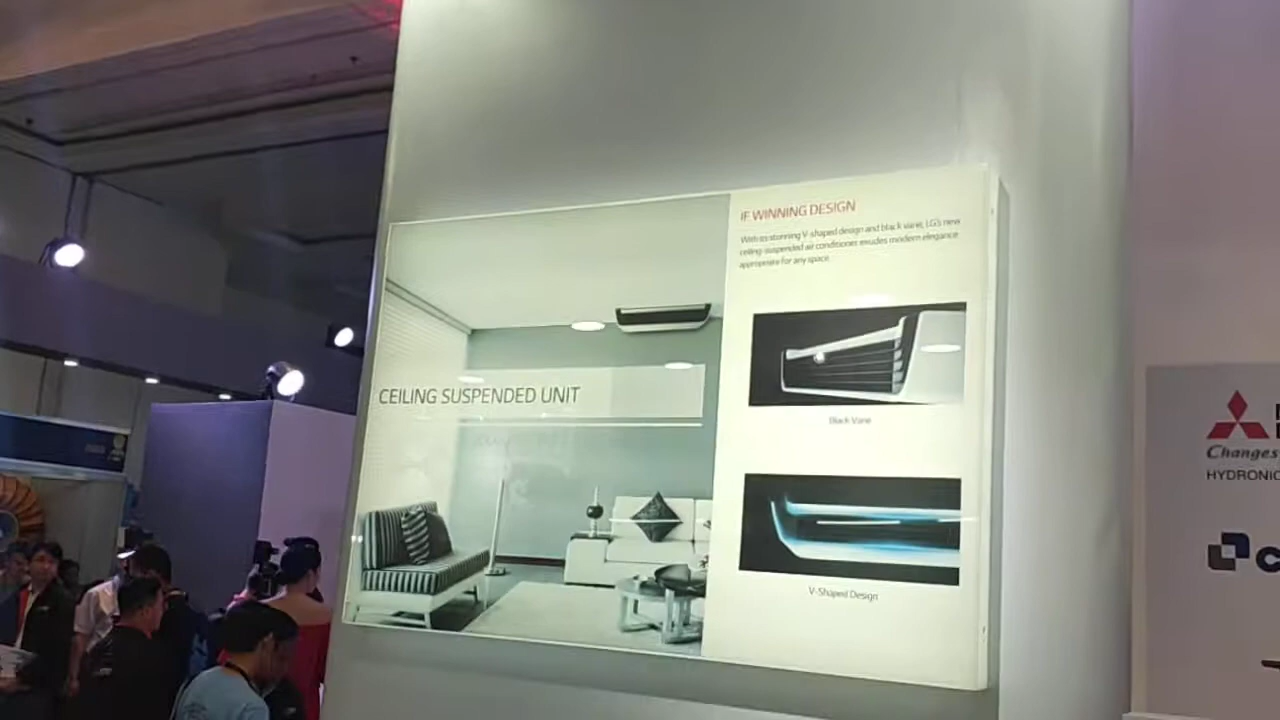 IF WINNING DESIGN
With its stunning V-shaped design and black vane, LG's new
ceiling-suspended air conditioner exudes modern elegance
appropriate for any space.
CEILING SUSPENDED UNIT
Black Vane
V-Shaped Design
Changes
HYDRONIC